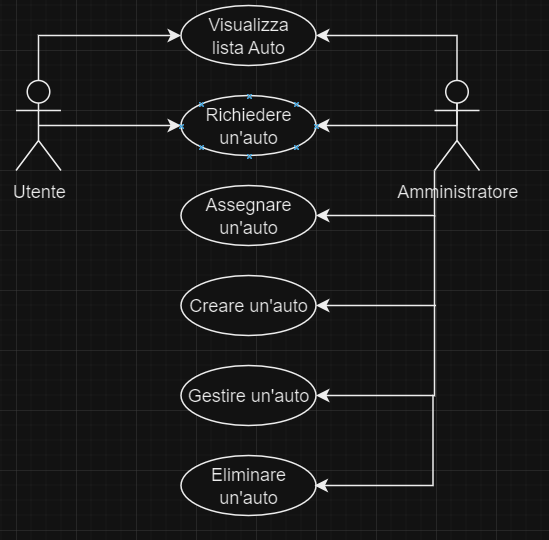 Visualizza
lista Auto
Richiedere
un'auto
Utente
Amministratore
Assegnare
un'auto
Creare un'auto
Gestire un'auto
Eliminare
un'auto